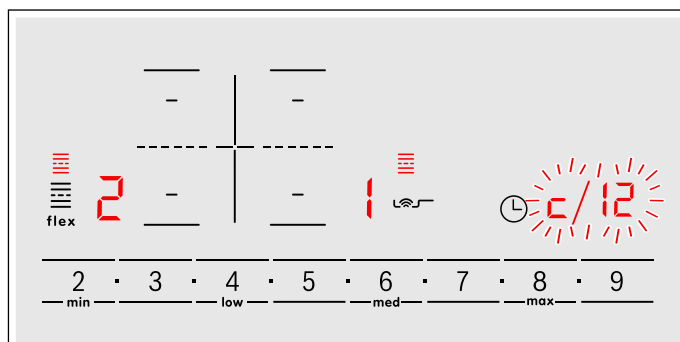 - -
2 - - 1 c/12
flex
2 · 3 · 4 · 5 · 6 · 7 · 8 · 9
min low med max